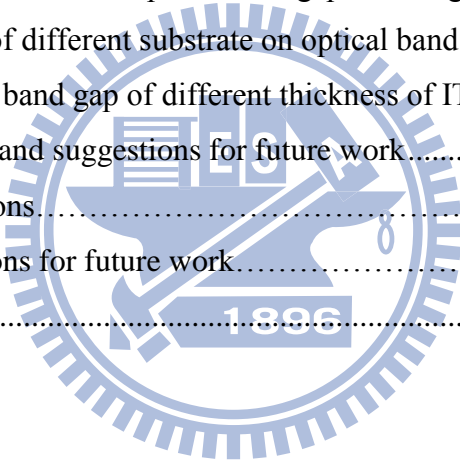 of different substrate on optical band
band gap of different thickness of IT
and suggestions for future work.......
ons……………………………………….
ons for future work……………………
E S A
1896